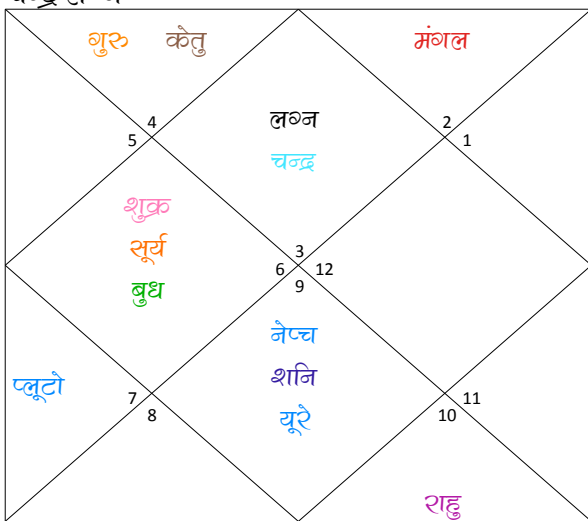 गुरु केतु मंगल
4 लग्न 2
5 चन्द्र 1
शुक्र
सूर्य
बुध
3
6 12
9
नेप्च
प्लूटो शनि
यूरे
7 11
8 10
राहु